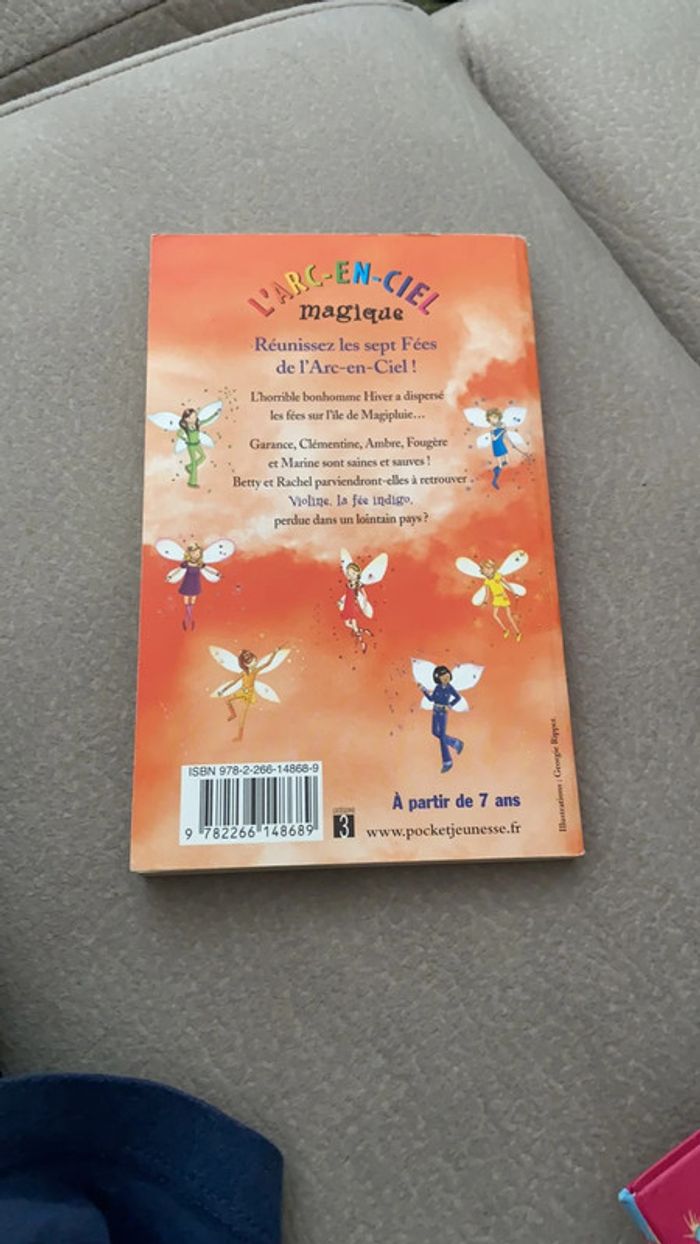 L'ARC-EN-CIEL
magique
Réunissez les sept Fées
de l'Arc-en-Ciel !
L'horrible bonhomme Hiver a dispersé
les fées sur l'île de Magipluie...
Garance, Clémentine, Ambre, Fougère
et Marine sont saines et sauves !
Betty et Rachel parviendront-elles à retrouver
Violine, la fée indigo,
perdue dans un lointain pays ?
ISBN 978-2-266-14868-9
9 782266 148689
CATÉGORIE
3
À partir de 7 ans
www.pocketjeunesse.fr
Illustrations : Georgie Ripper